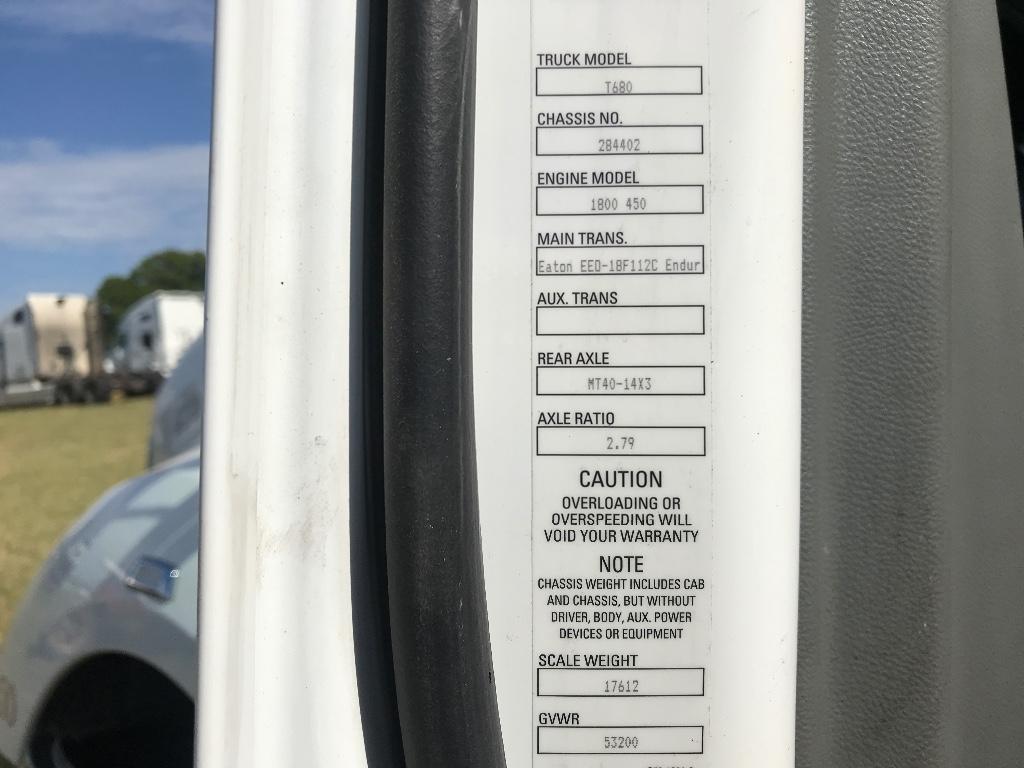 TRUCK MODEL
T680
CHASSIS NO.
284402
ENGINE MODEL
1800 450
MAIN TRANS.
Eaton EEO-18F112C Endur
AUX. TRANS
REAR AXLE
MT40-14X3
AXLE RATIO
2.79
CAUTION
OVERLOADING OR
OVERSPEEDING WILL
VOID YOUR WARRANTY
NOTE
CHASSIS WEIGHT INCLUDES CAB
AND CHASSIS, BUT WITHOUT
DRIVER, BODY, AUX. POWER
DEVICES OR EQUIPMENT
SCALE WEIGHT
17612
GVWR
53200